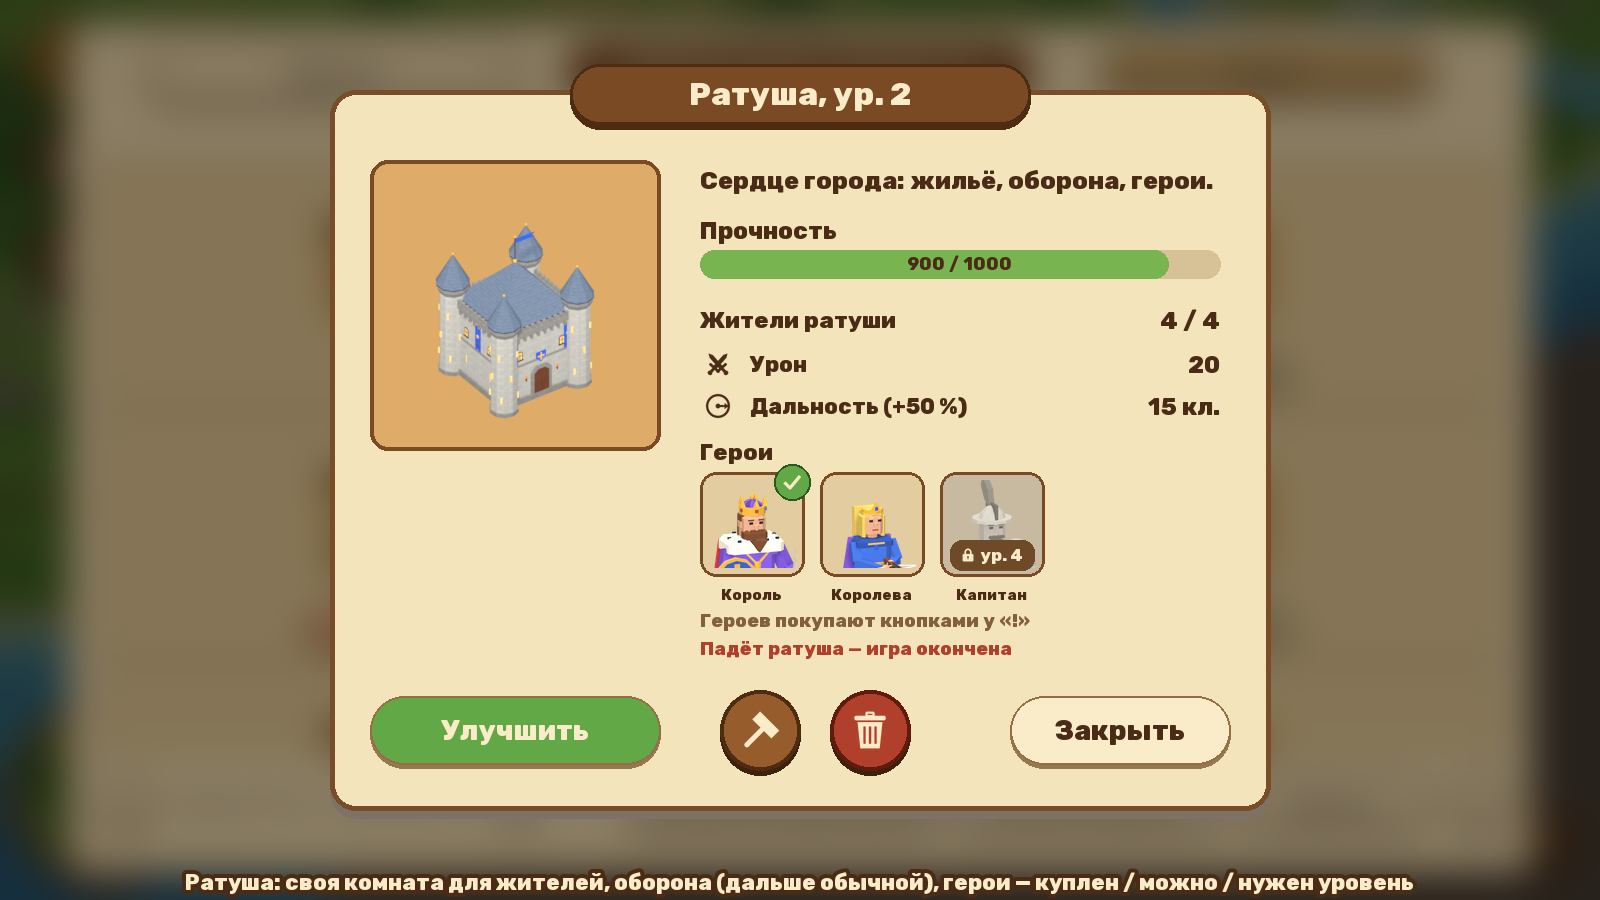 Ратуша, ур. 2
Сердце города: жильё, оборона, герои.
Прочность
900 / 1000
Жители ратуши 4 / 4
Урон 20
Дальность (+50 %) 15 кл.
Герои
ур. 4
Король Королева Капитан
Героев покупают кнопками у «!»
Падёт ратуша — игра окончена
Улучшить Закрыть
Ратуша: своя комната для жителей, оборона (дальше обычной), герои — куплен / можно / нужен уровень